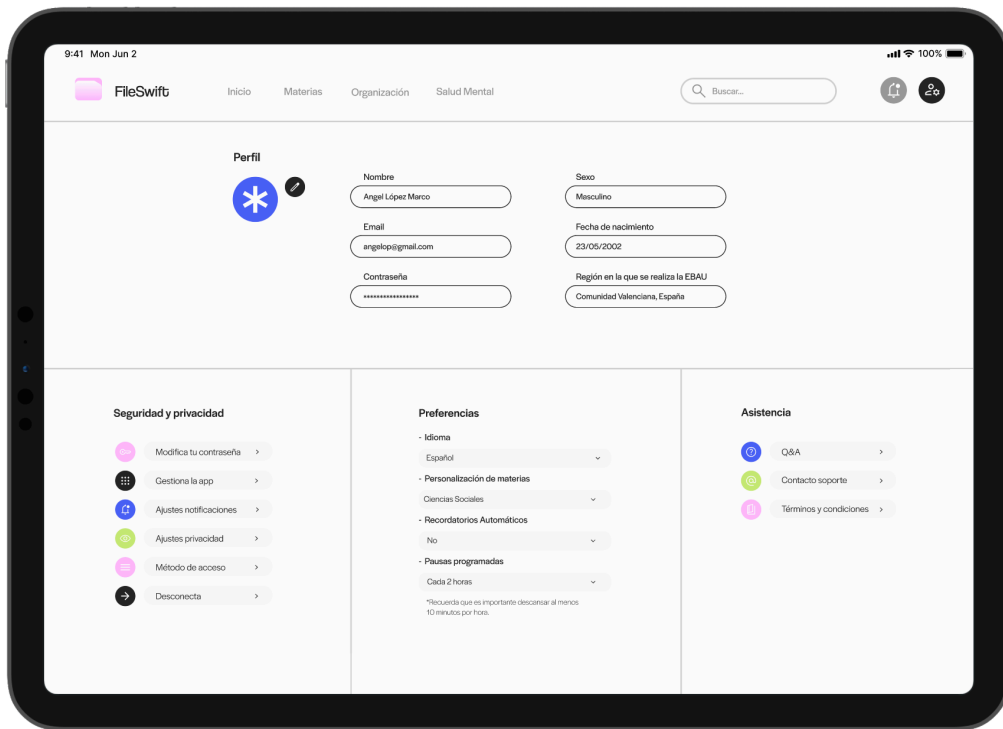 9:41 Mon Jun 2
100%
FileSwift
Inicio
Materias
Organización
Salud Mental
Buscar...
Perfil
Nombre
Angel López Marco
Sexo
Masculino
Email
angelop@gmail.com
Fecha de nacimiento
23/05/2002
Contraseña
*****************
Región en la que se realiza la EBAU
Comunidad Valenciana, España
Seguridad y privacidad
Modifica tu contraseña >
Gestiona la app >
Ajustes notificaciones >
Ajustes privacidad >
Método de acceso >
Desconecta >
Preferencias
- Idioma
Español
- Personalización de materias
Ciencias Sociales
- Recordatorios Automáticos
No
- Pausas programadas
Cada 2 horas
*Recuerda que es importante descansar al menos
10 minutos por hora.
Asistencia
Q&A >
Contacto soporte >
Términos y condiciones >